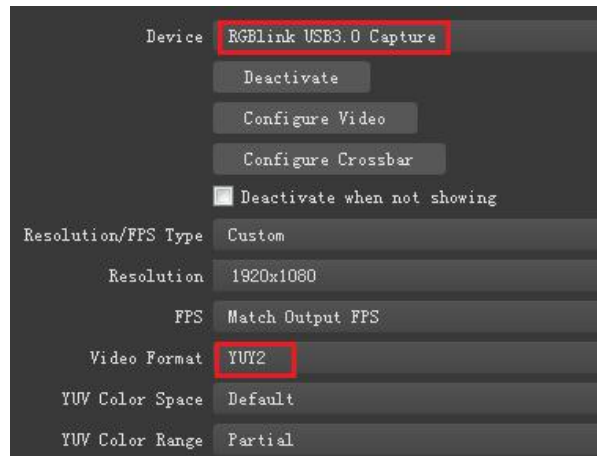 Device RGBlink USB3.0 Capture
Deactivate
Configure Video
Configure Crossbar
Deactivate when not showing
Resolution/FPS Type Custom
Resolution 1920x1080
FPS Match Output FPS
Video Format YUY2
YUV Color Space Default
YUV Color Range Partial